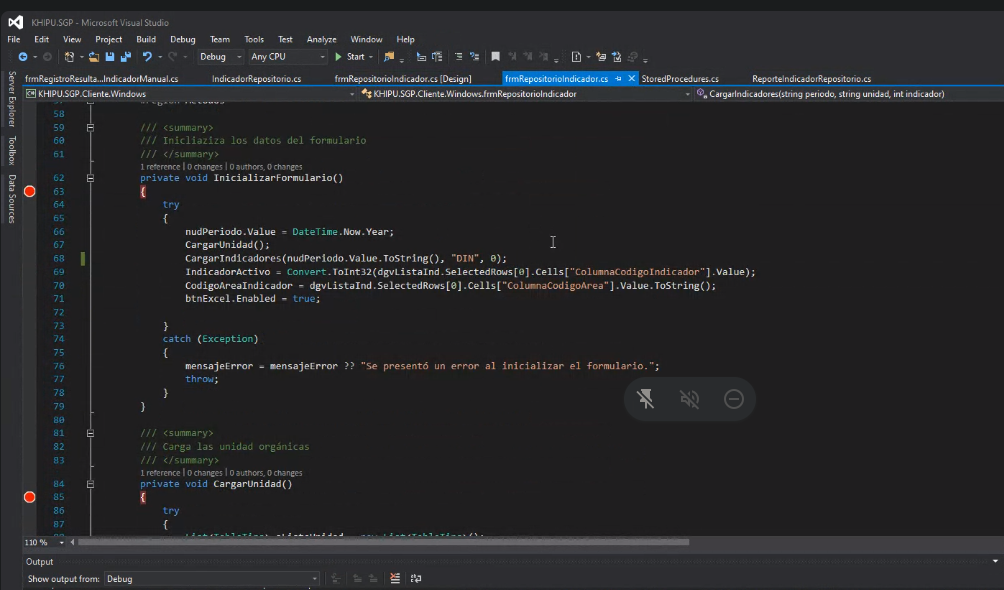 KHIPU.SGP - Microsoft Visual Studio
File Edit View Project Build Debug Team Tools Test Analyze Window Help
Debug Any CPU Start
frmRegistroResulta...IndicadorManual.cs IndicadorRepositorio.cs frmRepositorioIndicador.cs [Design] frmRepositorioIndicador.cs StoredProcedures.cs ReporteIndicadorRepositorio.cs
KHIPU.SGP.Cliente.Windows KHIPU.SGP.Cliente.Windows.frmRepositorioIndicador CargarIndicadores(string periodo, string unidad, int indicador)
Server Explorer
Toolbox
Data Sources
58
59 /// <summary>
60 /// Inicliaziza los datos del formulario
61 /// </summary>
1 reference | 0 changes | 0 authors, 0 changes
62 private void InicializarFormulario()
63 {
64 try
65 {
66 nudPeriodo.Value = DateTime.Now.Year;
67 CargarUnidad();
68 CargarIndicadores(nudPeriodo.Value.ToString(), "DIN", 0);
69 IndicadorActivo = Convert.ToInt32(dgvListaInd.SelectedRows[0].Cells["ColumnaCodigoIndicador"].Value);
70 CodigoAreaIndicador = dgvListaInd.SelectedRows[0].Cells["ColumnaCodigoArea"].Value.ToString();
71 btnExcel.Enabled = true;
72
73 }
74 catch (Exception)
75 {
76 mensajeError = mensajeError ?? "Se presentó un error al inicializar el formulario.";
77 throw;
78 }
79 }
80
81 /// <summary>
82 /// Carga las unidad orgánicas
83 /// </summary>
1 reference | 0 changes | 0 authors, 0 changes
84 private void CargarUnidad()
85 {
86 try
87 {
110 %
Output
Show output from: Debug